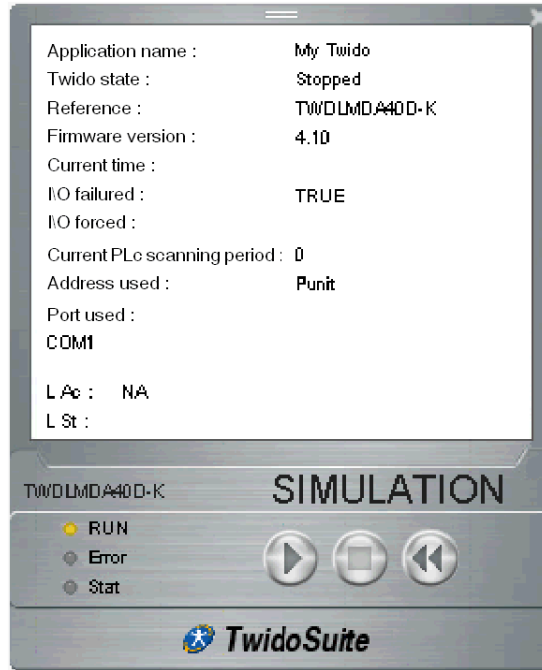 Application name : My Twido
Twido state : Stopped
Reference : TWDLMDA40D-K
Firmware version : 4.10
Current time :
I\O failured : TRUE
I\O forced :
Current PLc scanning period : 0
Address used : Punit
Port used :
COM1
L Ac : NA
L St :
TWDLMDA40D-K SIMULATION
RUN
Error
Stat
TwidoSuite